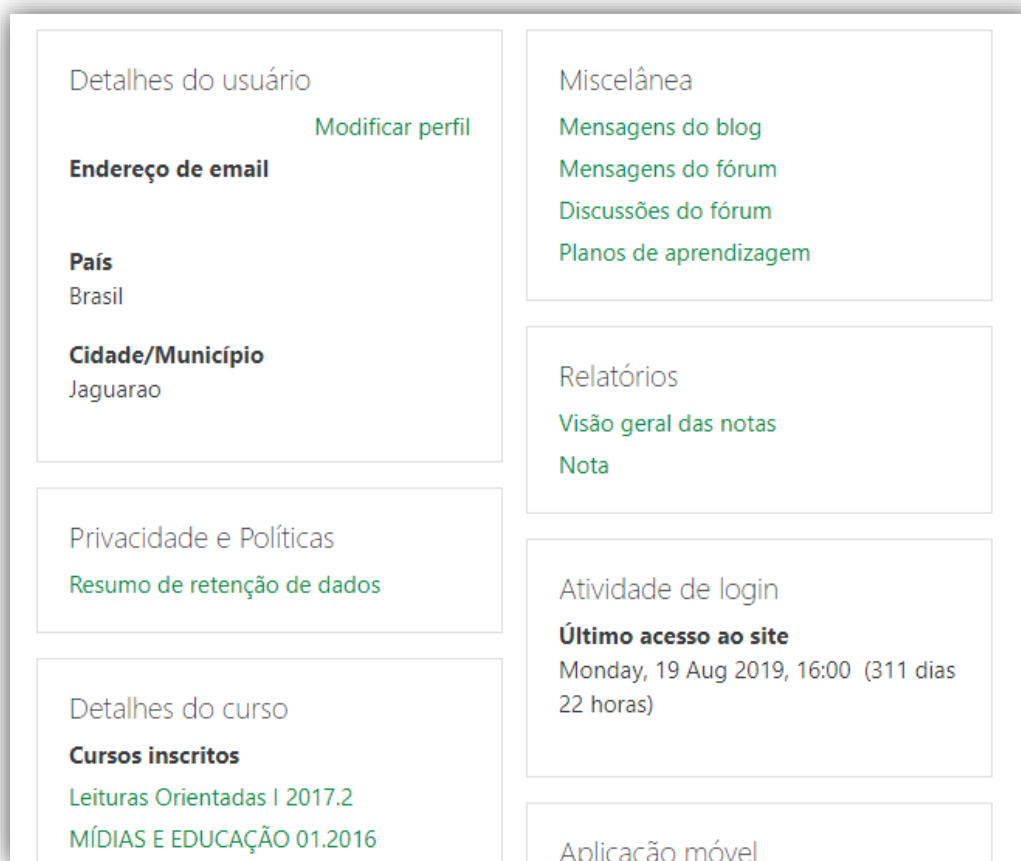 Detalhes do usuário
Modificar perfil
Endereço de email
País
Brasil
Cidade/Município
Jaguarao
Privacidade e Políticas
Resumo de retenção de dados
Detalhes do curso
Cursos inscritos
Leituras Orientadas I 2017.2
MÍDIAS E EDUCAÇÃO 01.2016
Miscelânea
Mensagens do blog
Mensagens do fórum
Discussões do fórum
Planos de aprendizagem
Relatórios
Visão geral das notas
Nota
Atividade de login
Último acesso ao site
Monday, 19 Aug 2019, 16:00 (311 dias
22 horas)
Aplicação móvel